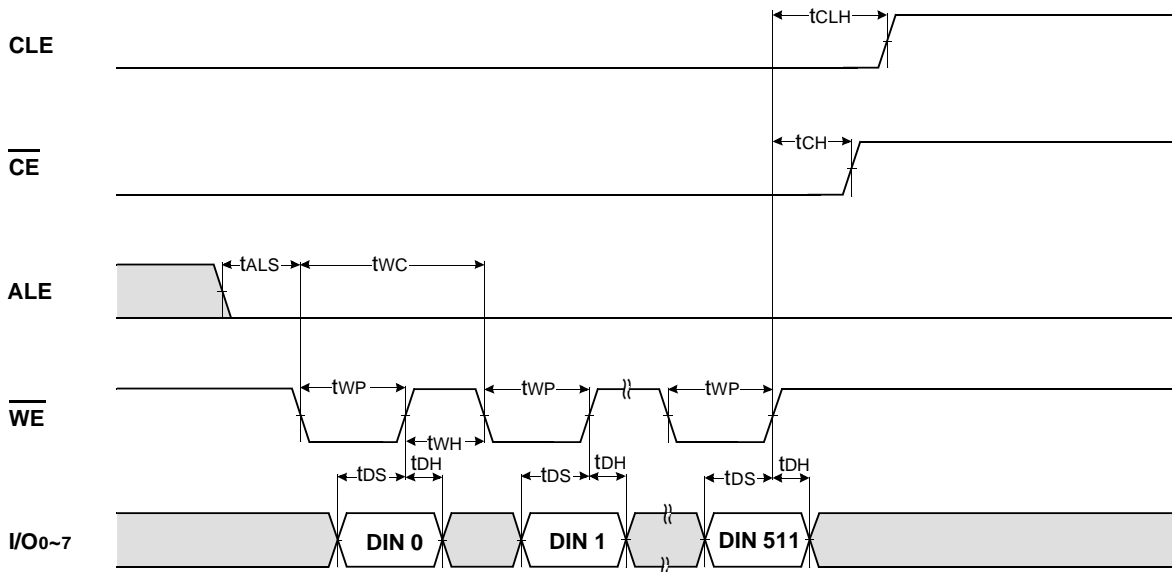 CLE
tCLH
CE
tCH
ALE
tALS
tWC
WE
tWP
tWP
tWP
tWH
tDH
tDH
tDH
tDS
tDS
tDS
I/O0~7
DIN 0
DIN 1
DIN 511